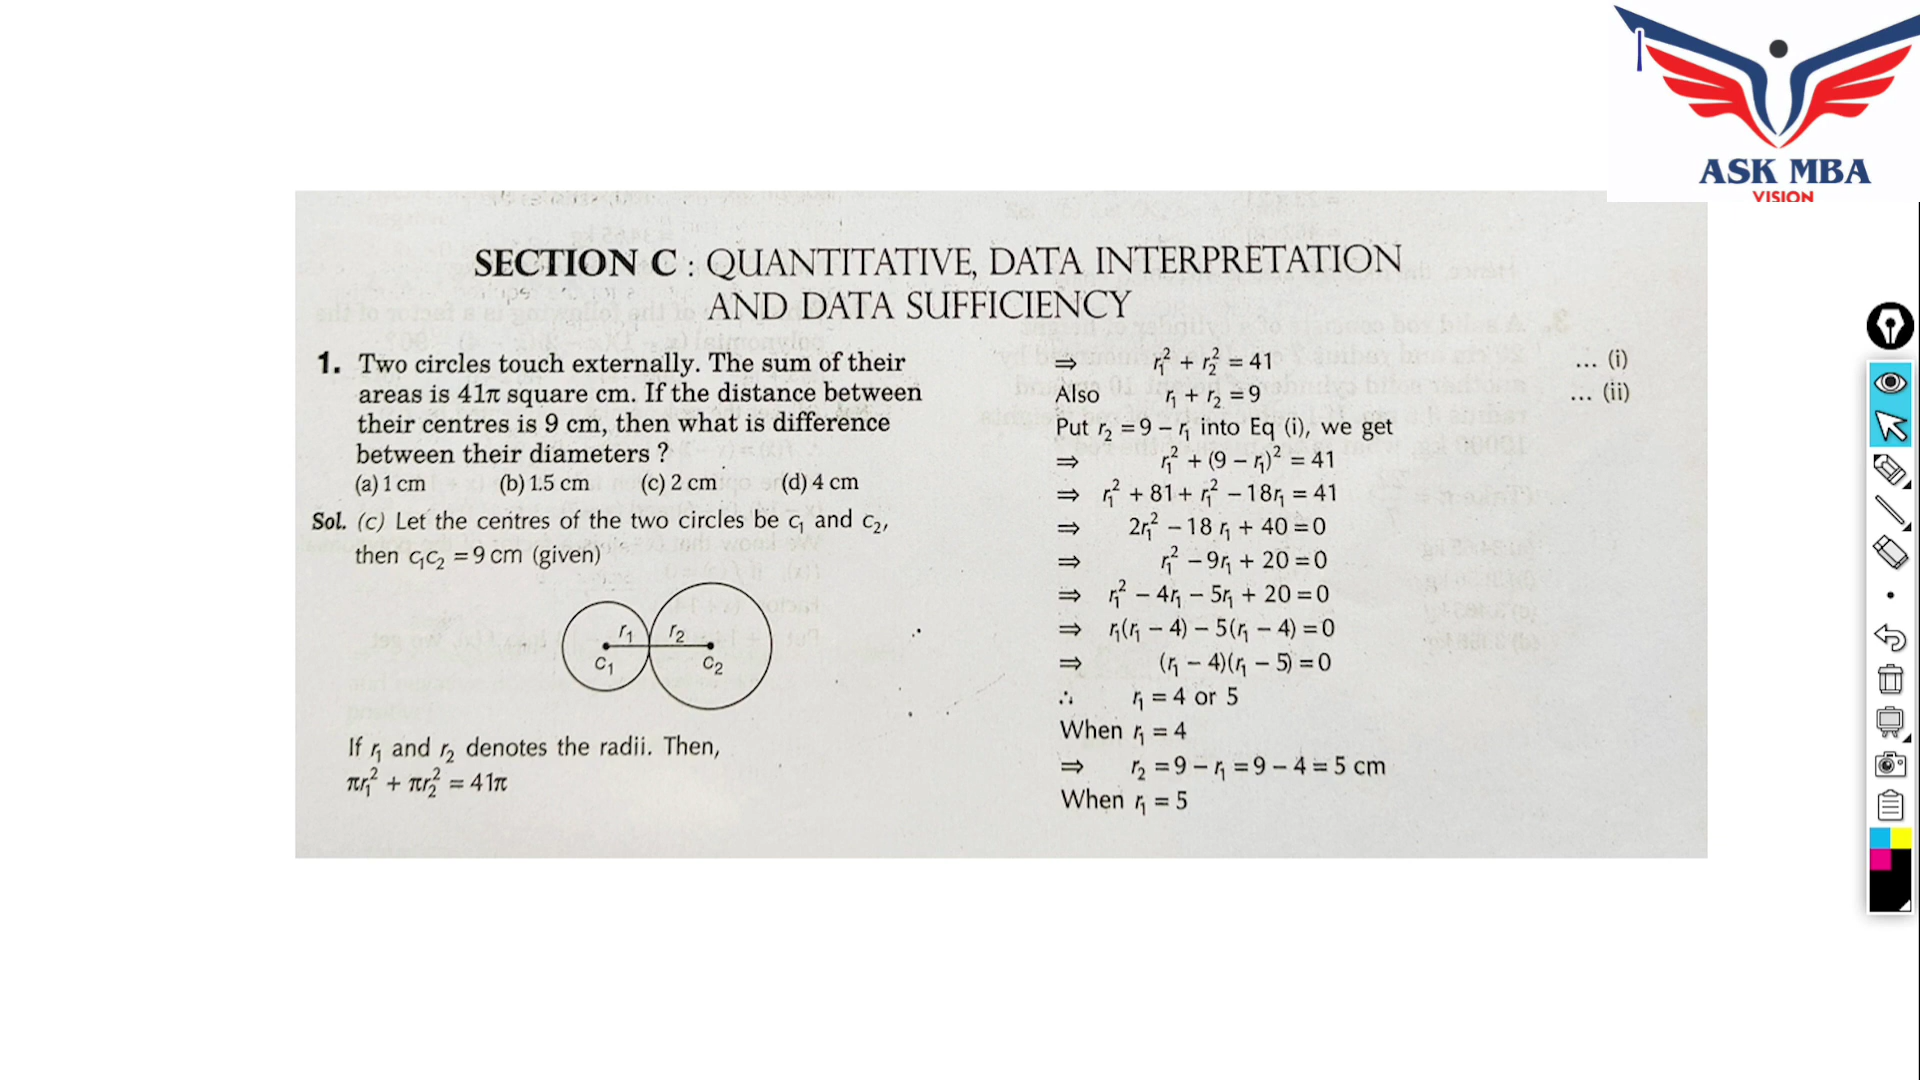 ASK MBA
VISION
SECTION C : QUANTITATIVE, DATA INTERPRETATION
AND DATA SUFFICIENCY
1. Two circles touch externally. The sum of their
areas is 41π square cm. If the distance between
their centres is 9 cm, then what is difference
between their diameters ?
(a) 1 cm (b) 1.5 cm (c) 2 cm (d) 4 cm
Sol. (c) Let the centres of the two circles be c₁ and c₂,
then c₁c₂ = 9 cm (given)
r₁ r₂
C₁ C₂
If r₁ and r₂ denotes the radii. Then,
πr₁² + πr₂² = 41π
⇒ r₁² + r₂² = 41 ... (i)
Also r₁ + r₂ = 9 ... (ii)
Put r₂ = 9 – r₁ into Eq (i), we get
⇒ r₁² + (9 – r₁)² = 41
⇒ r₁² + 81 + r₁² – 18r₁ = 41
⇒ 2r₁² – 18 r₁ + 40 = 0
⇒ r₁² – 9r₁ + 20 = 0
⇒ r₁² – 4r₁ – 5r₁ + 20 = 0
⇒ r₁(r₁ – 4) – 5(r₁ – 4) = 0
⇒ (r₁ – 4)(r₁ – 5) = 0
∴ r₁ = 4 or 5
When r₁ = 4
⇒ r₂ = 9 – r₁ = 9 – 4 = 5 cm
When r₁ = 5